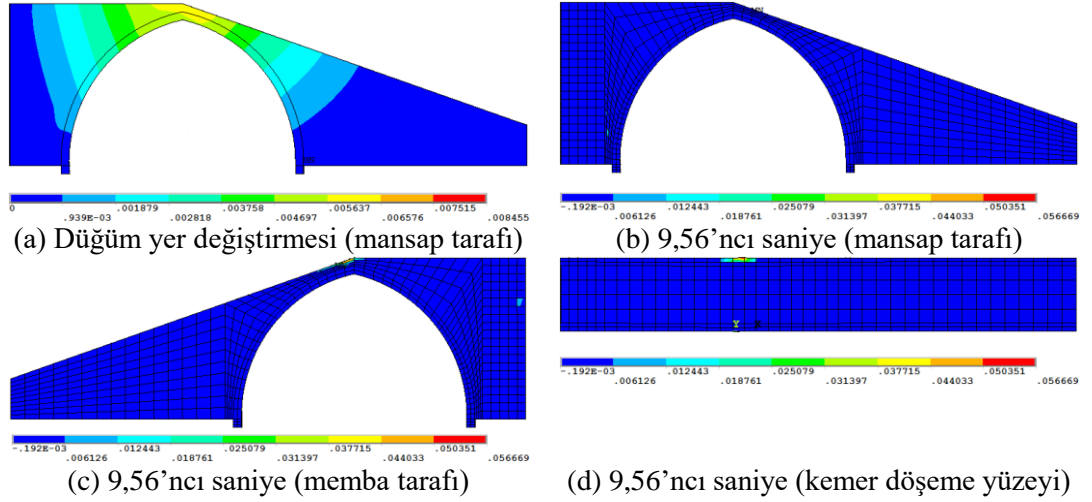 0 .001879 .003758 .005637 .007515
.939E-03 .002818 .004697 .006576 .008455
(a) Düğüm yer değiştirmesi (mansap tarafı)
-.192E-03 .012443 .025079 .037715 .050351
.006126 .018761 .031397 .044033 .056669
(b) 9,56’ncı saniye (mansap tarafı)
-.192E-03 .012443 .025079 .037715 .050351
.006126 .018761 .031397 .044033 .056669
(c) 9,56’ncı saniye (memba tarafı)
Y
-.192E-03 .012443 .025079 .037715 .050351
.006126 .018761 .031397 .044033 .056669
(d) 9,56’ncı saniye (kemer döşeme yüzeyi)